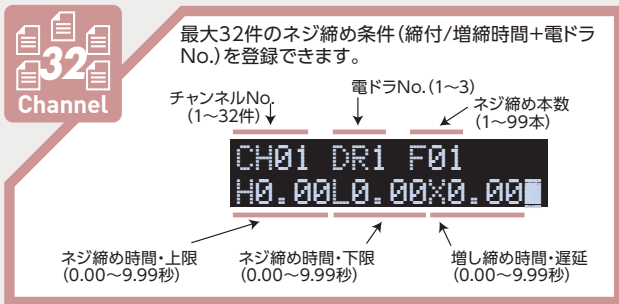 32
Channel
最大32件のネジ締め条件(締付/増締時間+電ドラ
No.)を登録できます。
チャンネルNo.
(1〜32件)
電ドラNo.(1〜3)
ネジ締め本数
(1〜99本)
CH01 DR1 F01
H0.00L0.00X0.00
ネジ締め時間・上限
(0.00〜9.99秒)
ネジ締め時間・下限
(0.00〜9.99秒)
増し締め時間・遅延
(0.00〜9.99秒)